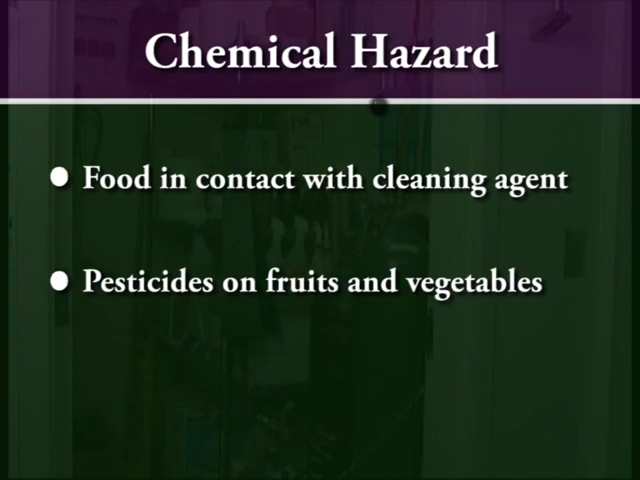 Chemical Hazard
Food in contact with cleaning agent
Pesticides on fruits and vegetables